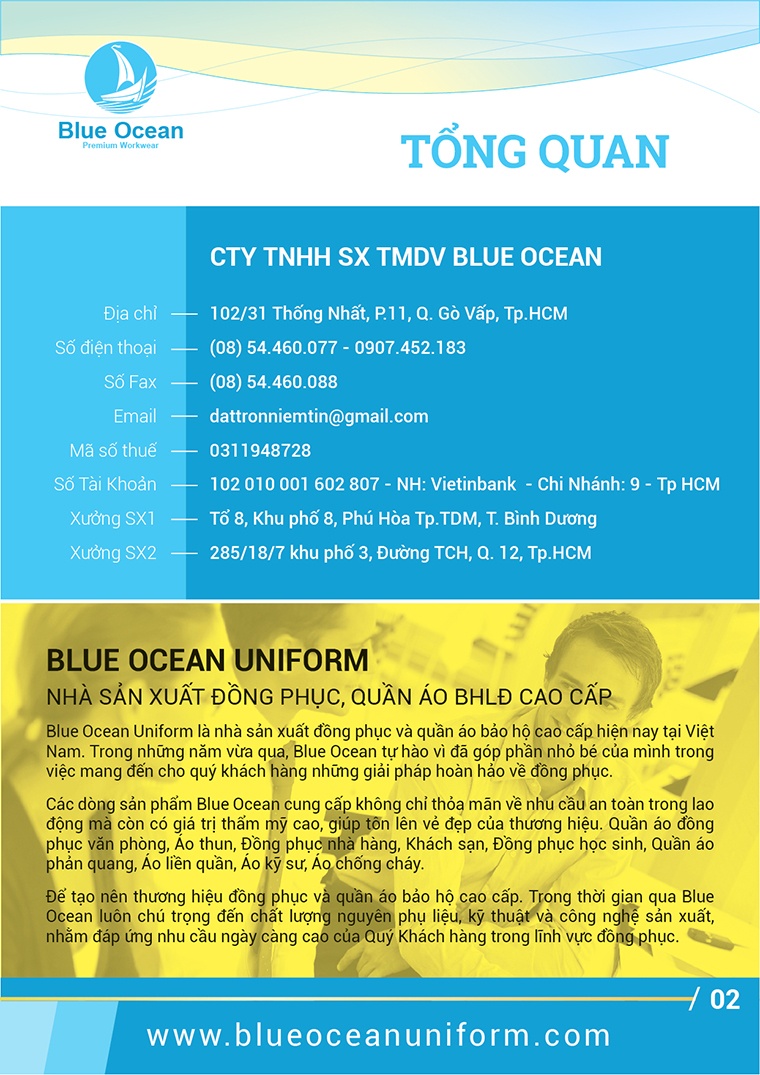 Blue Ocean
Premium Workwear
TỔNG QUAN
CTY TNHH SX TMDV BLUE OCEAN
Địa chỉ — 102/31 Thống Nhất, P.11, Q. Gò Vấp, Tp.HCM
Số điện thoại — (08) 54.460.077 - 0907.452.183
Số Fax — (08) 54.460.088
Email — dattronniemtin@gmail.com
Mã số thuế — 0311948728
Số Tài Khoản — 102 010 001 602 807 - NH: Vietinbank - Chi Nhánh: 9 - Tp HCM
Xưởng SX1 — Tổ 8, Khu phố 8, Phú Hòa Tp.TDM, T. Bình Dương
Xưởng SX2 — 285/18/7 khu phố 3, Đường TCH, Q. 12, Tp.HCM
BLUE OCEAN UNIFORM
NHÀ SẢN XUẤT ĐỒNG PHỤC, QUẦN ÁO BHLĐ CAO CẤP
Blue Ocean Uniform là nhà sản xuất đồng phục và quần áo bảo hộ cao cấp hiện nay tại Việt
Nam. Trong những năm vừa qua, Blue Ocean tự hào vì đã góp phần nhỏ bé của mình trong
việc mang đến cho quý khách hàng những giải pháp hoàn hảo về đồng phục.
Các dòng sản phẩm Blue Ocean cung cấp không chỉ thỏa mãn về nhu cầu an toàn trong lao
động mà còn có giá trị thẩm mỹ cao, giúp tôn lên vẻ đẹp của thương hiệu. Quần áo đồng
phục văn phòng, Áo thun, Đồng phục nhà hàng, Khách sạn, Đồng phục học sinh, Quần áo
phản quang, Áo liền quần, Áo kỹ sư, Áo chống cháy.
Để tạo nên thương hiệu đồng phục và quần áo bảo hộ cao cấp. Trong thời gian qua Blue
Ocean luôn chú trọng đến chất lượng nguyên phụ liệu, kỹ thuật và công nghệ sản xuất,
nhằm đáp ứng nhu cầu ngày càng cao của Quý Khách hàng trong lĩnh vực đồng phục.
/ 02
www.blueoceanuniform.com